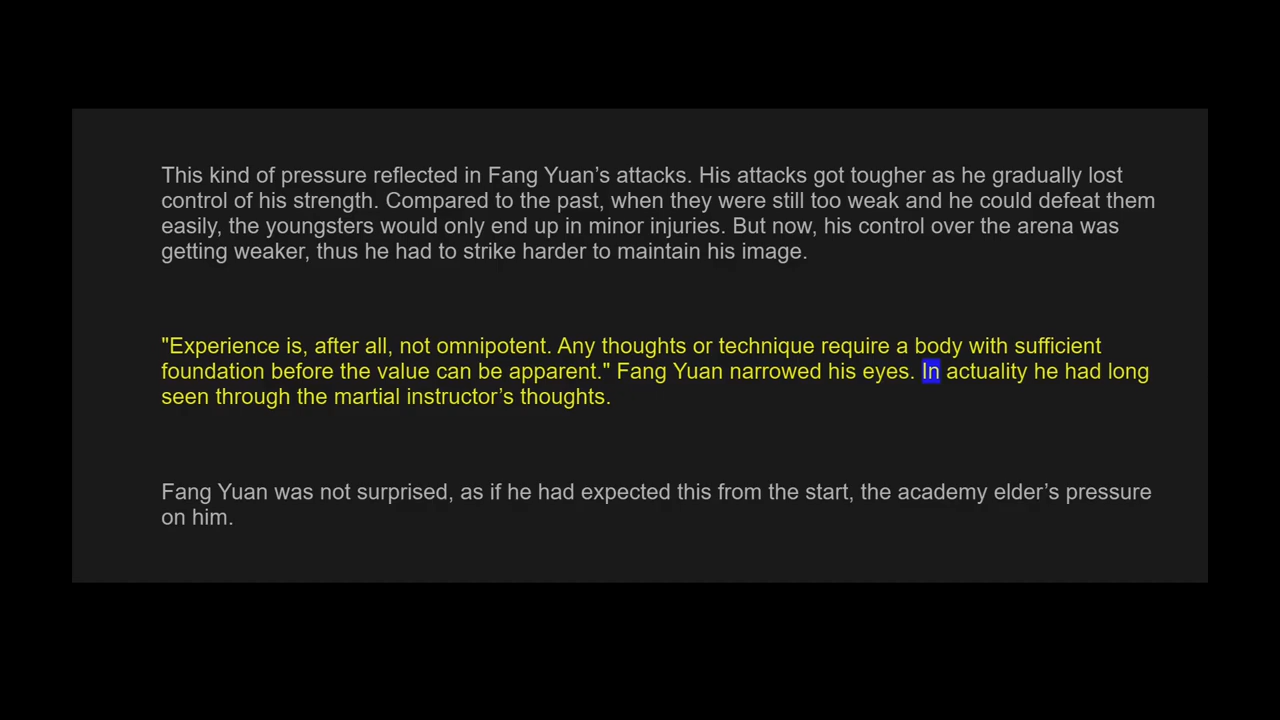 This kind of pressure reflected in Fang Yuan’s attacks. His attacks got tougher as he gradually lost
control of his strength. Compared to the past, when they were still too weak and he could defeat them
easily, the youngsters would only end up in minor injuries. But now, his control over the arena was
getting weaker, thus he had to strike harder to maintain his image.
"Experience is, after all, not omnipotent. Any thoughts or technique require a body with sufficient
foundation before the value can be apparent." Fang Yuan narrowed his eyes. In actuality he had long
seen through the martial instructor’s thoughts.
Fang Yuan was not surprised, as if he had expected this from the start, the academy elder’s pressure
on him.